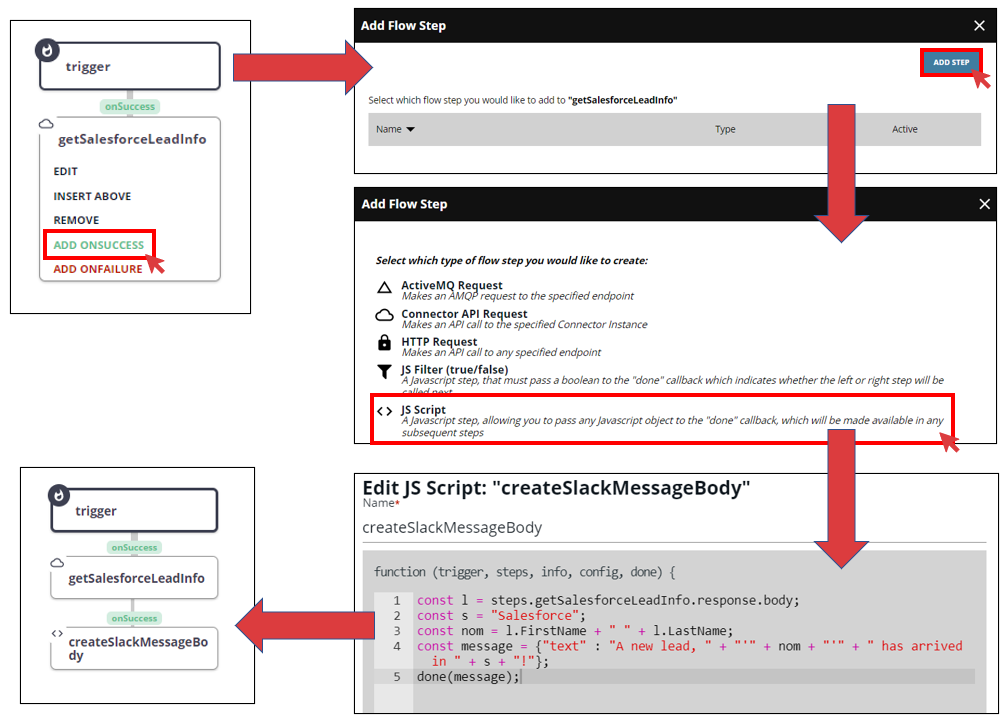 trigger
onSuccess
getSalesforceLeadInfo
EDIT
INSERT ABOVE
REMOVE
ADD ONSUCCESS
ADD ONFAILURE
Add Flow Step
ADD STEP
Select which flow step you would like to add to "getSalesforceLeadInfo"
Name Type Active
Add Flow Step
Select which type of flow step you would like to create:
ActiveMQ Request
Makes an AMQP request to the specified endpoint
Connector API Request
Makes an API call to the specified Connector Instance
HTTP Request
Makes an API call to any specified endpoint
JS Filter (true/false)
A Javascript step, that must pass a boolean to the "done" callback which indicates whether the left or right step will be
called next
JS Script
A Javascript step, allowing you to pass any Javascript object to the "done" callback, which will be made available in any
subsequent steps
Edit JS Script: "createSlackMessageBody"
Name*
createSlackMessageBody
function (trigger, steps, info, config, done) {
1 const l = steps.getSalesforceLeadInfo.response.body;
2 const s = "Salesforce";
3 const nom = l.FirstName + " " + l.LastName;
4 const message = {"text" : "A new lead, " + "'" + nom + "'" + " has arrived
in " + s + "!"};
5 done(message);
trigger
onSuccess
getSalesforceLeadInfo
onSuccess
createSlackMessageBo
dy